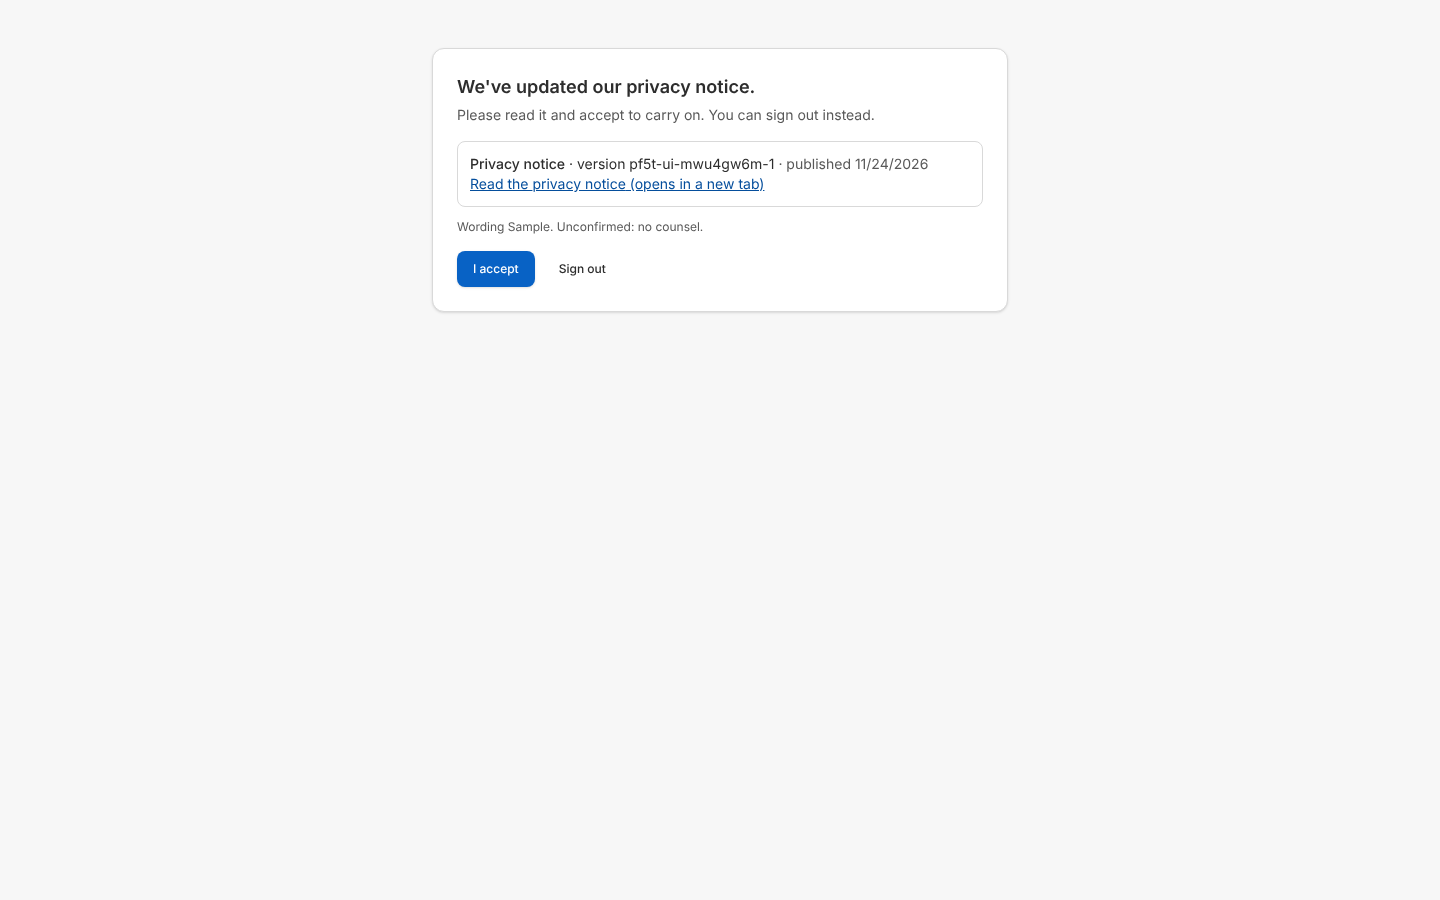 We've updated our privacy notice.
Please read it and accept to carry on. You can sign out instead.
Privacy notice · version pf5t-ui-mwu4gw6m-1 · published 11/24/2026
Read the privacy notice (opens in a new tab)
Wording Sample. Unconfirmed: no counsel.
I accept
Sign out